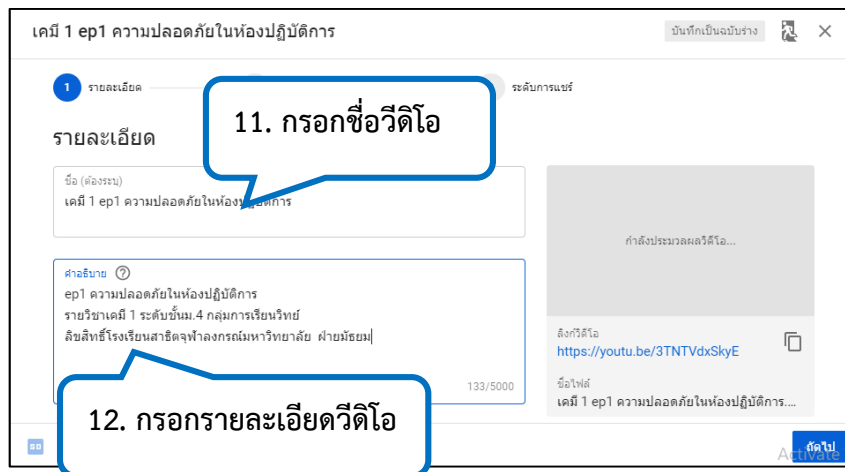 เคมี 1 ep1 ความปลอดภัยในห้องปฏิบัติการ
บันทึกเป็นฉบับร่าง
1 รายละเอียด
ระดับการแชร์
11. กรอกชื่อวีดิโอ
รายละเอียด
ชื่อ (ต้องระบุ)
เคมี 1 ep1 ความปลอดภัยในห้องปฏิบัติการ
กำลังประมวลผลวิดีโอ...
คำอธิบาย
ep1 ความปลอดภัยในห้องปฏิบัติการ
รายวิชาเคมี 1 ระดับชั้นม.4 กลุ่มการเรียนวิทย์
ลิขสิทธิ์โรงเรียนสาธิตจุฬาลงกรณ์มหาวิทยาลัย ฝ่ายมัธยม
133/5000
ลิงก์วิดีโอ
https://youtu.be/3TNTVdxSkyE
ชื่อไฟล์
เคมี 1 ep1 ความปลอดภัยในห้องปฏิบัติการ....
12. กรอกรายละเอียดวีดิโอ
SD
ถัดไป
Activate